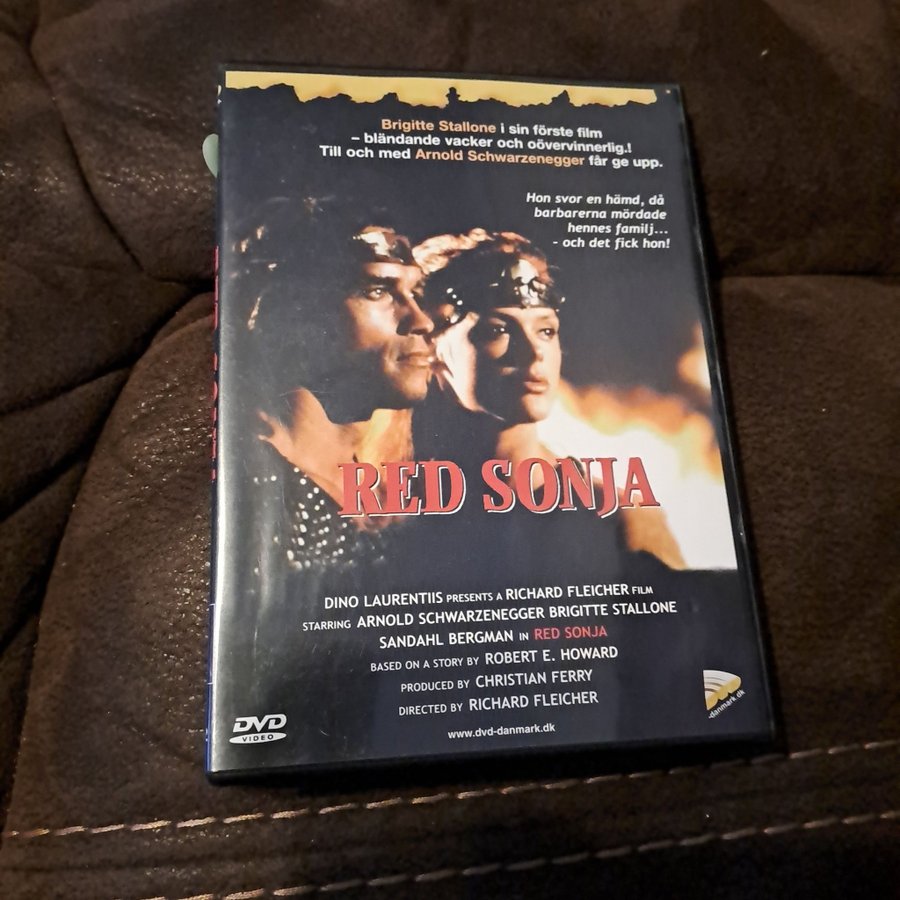 Brigitte Stallone i sin förste film
– bländande vacker och oövervinnerlig.!
Till och med Arnold Schwarzenegger får ge upp.
Hon svor en hämd, då
barbarerna mördade
hennes familj...
- och det fick hon!
RED SONJA
DINO LAURENTIIS PRESENTS A RICHARD FLEICHER FILM
STARRING ARNOLD SCHWARZENEGGER BRIGITTE STALLONE
SANDAHL BERGMAN IN RED SONJA
BASED ON A STORY BY ROBERT E. HOWARD
PRODUCED BY CHRISTIAN FERRY
DIRECTED BY RICHARD FLEICHER
www.dvd-danmark.dk
DVD
VIDEO
-danmark.dk